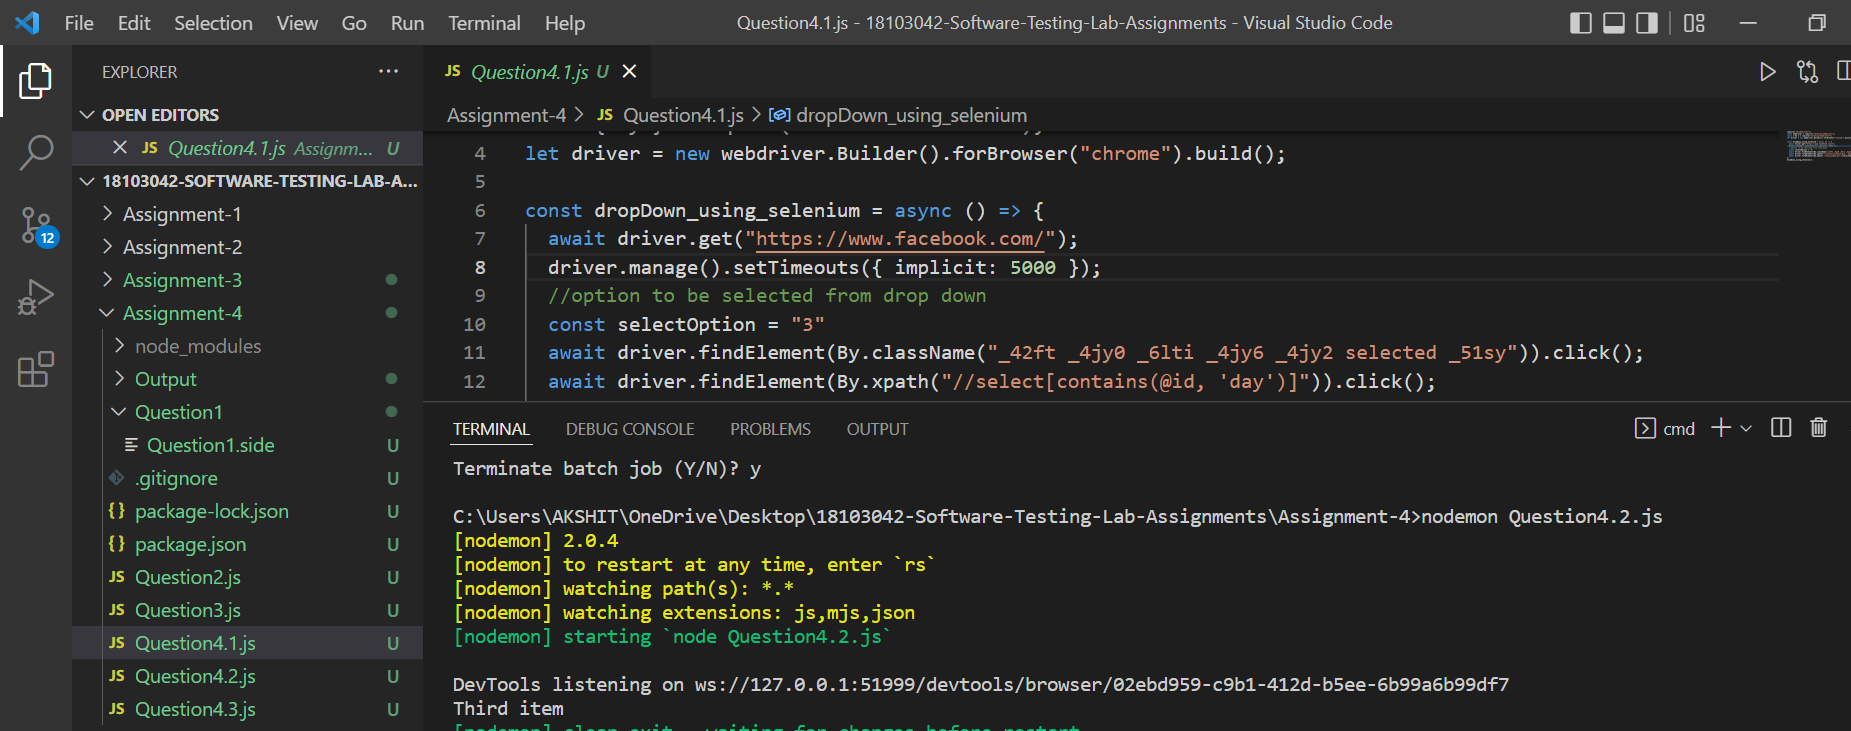 File Edit Selection View Go Run Terminal Help Question4.1.js - 18103042-Software-Testing-Lab-Assignments - Visual Studio Code
EXPLORER ···
OPEN EDITORS
JS Question4.1.js Assignm... U
18103042-SOFTWARE-TESTING-LAB-A...
Assignment-1
Assignment-2
12
Assignment-3
Assignment-4
node_modules
Output
Question1
Question1.side U
.gitignore U
{} package-lock.json U
{} package.json U
JS Question2.js U
JS Question3.js U
JS Question4.1.js U
JS Question4.2.js U
JS Question4.3.js U
JS Question4.1.js U
Assignment-4 > JS Question4.1.js > dropDown_using_selenium
4 let driver = new webdriver.Builder().forBrowser("chrome").build();
5
6 const dropDown_using_selenium = async () => {
7 await driver.get("https://www.facebook.com/");
8 driver.manage().setTimeouts({ implicit: 5000 });
9 //option to be selected from drop down
10 const selectOption = "3"
11 await driver.findElement(By.className("_42ft _4jy0 _6lti _4jy6 _4jy2 selected _51sy")).click();
12 await driver.findElement(By.xpath("//select[contains(@id, 'day')]")).click();
TERMINAL DEBUG CONSOLE PROBLEMS OUTPUT cmd
Terminate batch job (Y/N)? y
C:\Users\AKSHIT\OneDrive\Desktop\18103042-Software-Testing-Lab-Assignments\Assignment-4>nodemon Question4.2.js
[nodemon] 2.0.4
[nodemon] to restart at any time, enter `rs`
[nodemon] watching path(s): *.*
[nodemon] watching extensions: js,mjs,json
[nodemon] starting `node Question4.2.js`
DevTools listening on ws://127.0.0.1:51999/devtools/browser/02ebd959-c9b1-412d-b5ee-6b99a6b99df7
Third item
[nodemon] clean exit - waiting for changes before restart